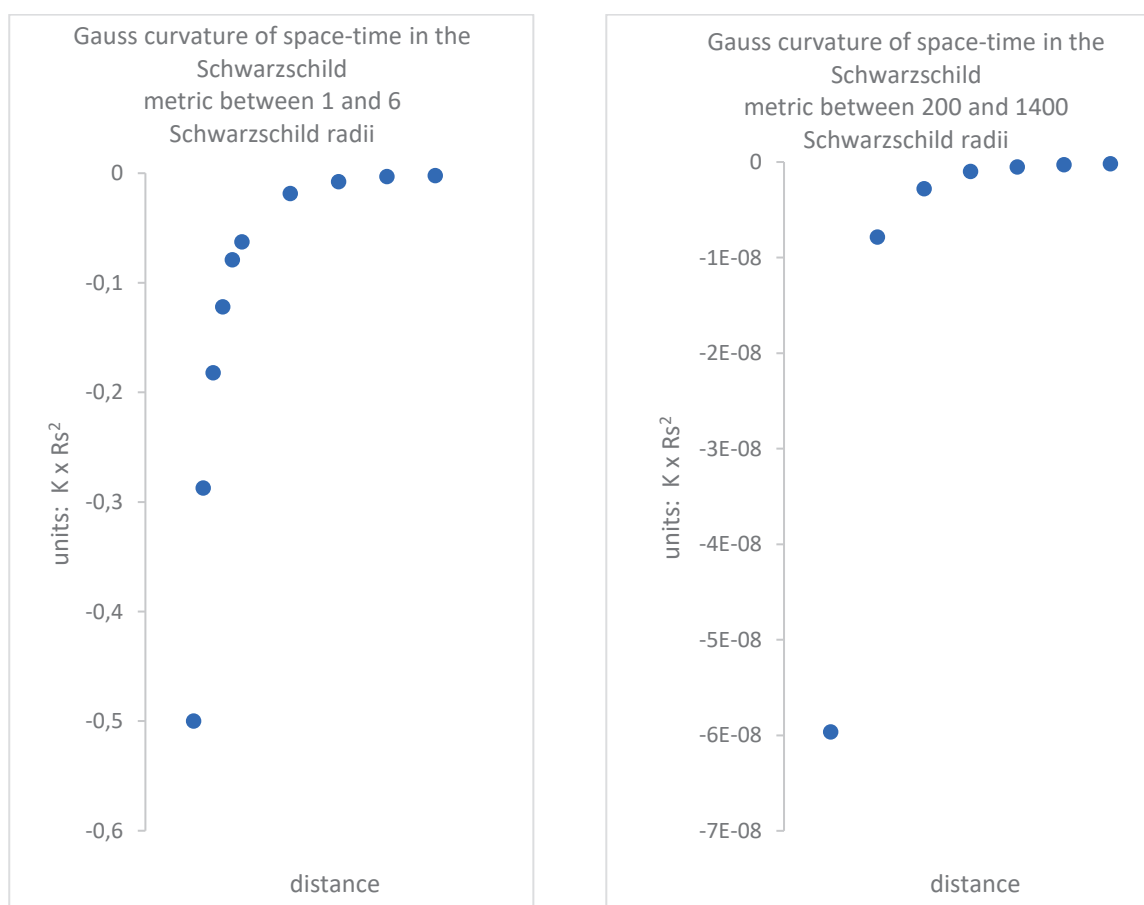 Gauss curvature of space-time in the
Schwarzschild
metric between 1 and 6
Schwarzschild radii
0
-0,1
-0,2
-0,3
-0,4
-0,5
-0,6
units: K x Rs²
distance
Gauss curvature of space-time in the
Schwarzschild
metric between 200 and 1400
Schwarzschild radii
0
-1E-08
-2E-08
-3E-08
-4E-08
-5E-08
-6E-08
-7E-08
units: K x Rs²
distance